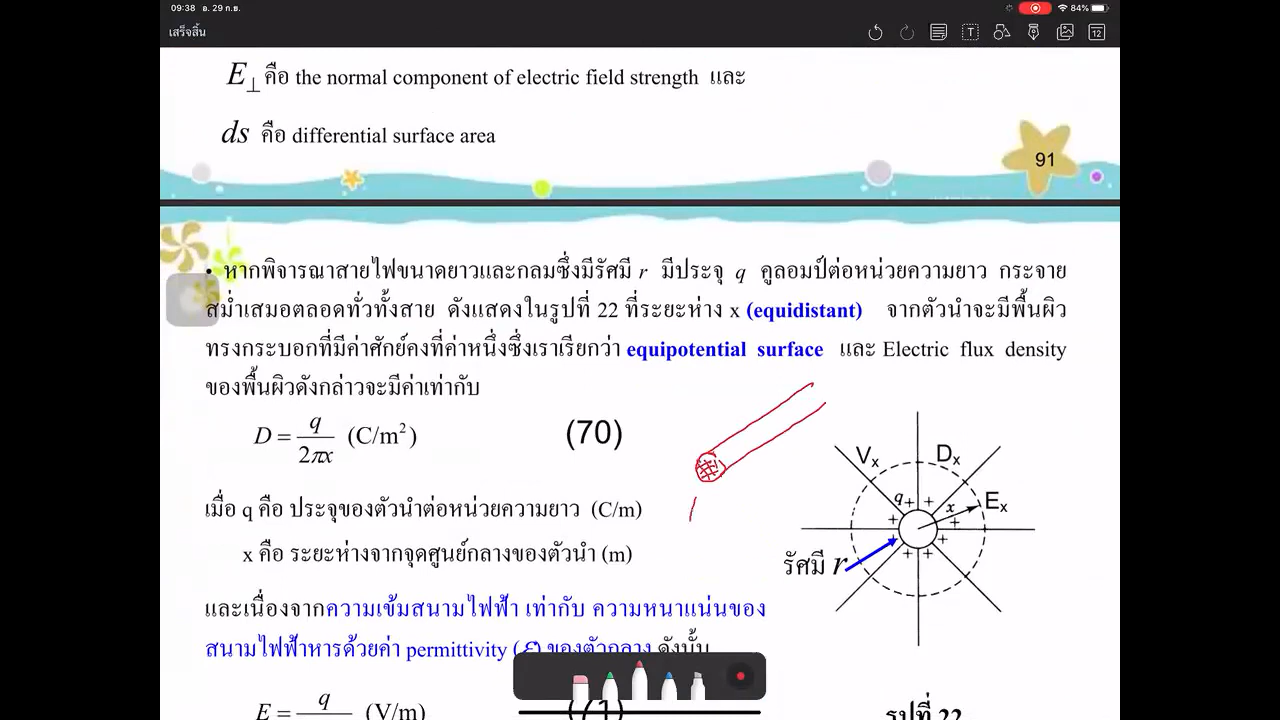 09:38 อ. 29 ก.ย.
84%
เสร็จสิ้น
T
12
E⊥ คือ the normal component of electric field strength และ
ds คือ differential surface area
91
• หากพิจารณาสายไฟขนาดยาวและกลมซึ่งมีรัศมี r มีประจุ q คูลอมป์ต่อหน่วยความยาว กระจาย
สม่ำเสมอตลอดทั่วทั้งสาย ดังแสดงในรูปที่ 22 ที่ระยะห่าง x (equidistant) จากตัวนำจะมีพื้นผิว
ทรงกระบอกที่มีค่าศักย์คงที่ค่าหนึ่งซึ่งเราเรียกว่า equipotential surface และ Electric flux density
ของพื้นผิวดังกล่าวจะมีค่าเท่ากับ
D = q/2πx (C/m²) (70)
เมื่อ q คือ ประจุของตัวนำต่อหน่วยความยาว (C/m)
x คือ ระยะห่างจากจุดศูนย์กลางของตัวนำ (m)
Vx Dx
q + + x Ex
+ + + + + +
รัศมี r
และเนื่องจากความเข้มสนามไฟฟ้า เท่ากับ ความหนาแน่นของ
สนามไฟฟ้าหารด้วยค่า permittivity (ε) ของตัวกลาง ดังนั้น
E = q (V/m) (71)
รูปที่ 22